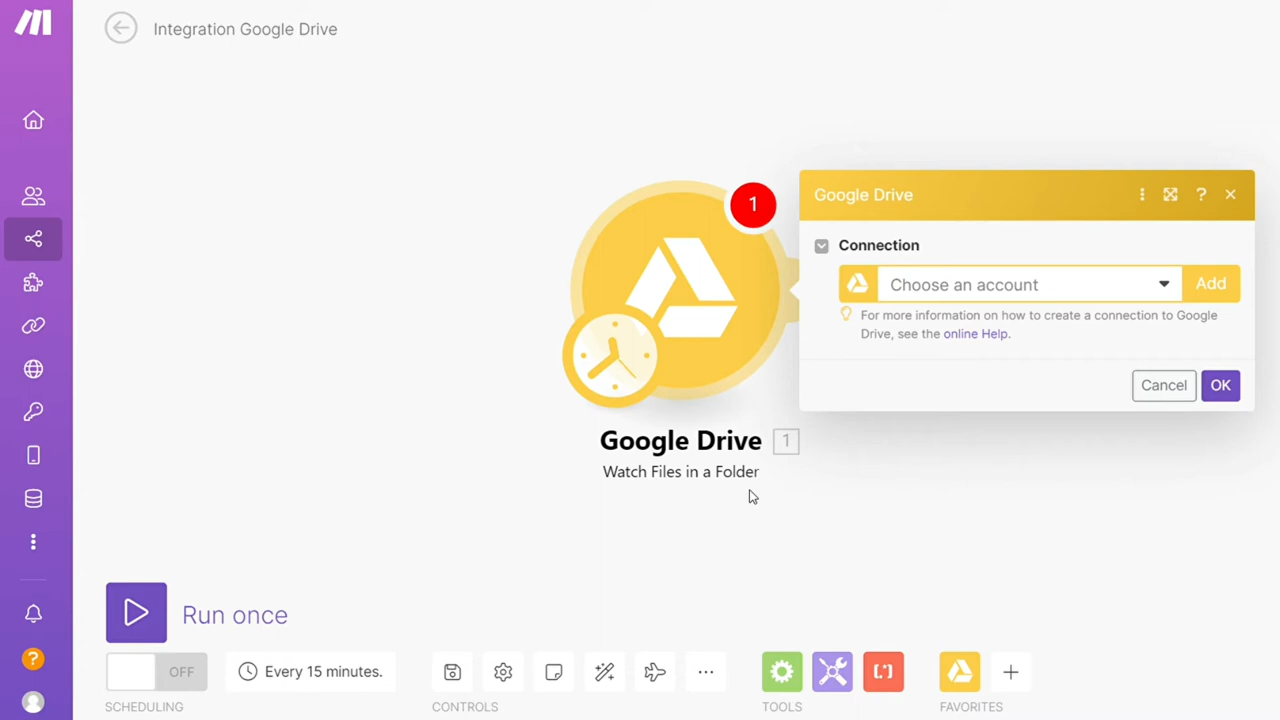 Integration Google Drive
1
Google Drive
Connection
Choose an account
Add
For more information on how to create a connection to Google
Drive, see the online Help.
Cancel
OK
Google Drive 1
Watch Files in a Folder
Run once
OFF
Every 15 minutes.
SCHEDULING
CONTROLS
TOOLS
FAVORITES